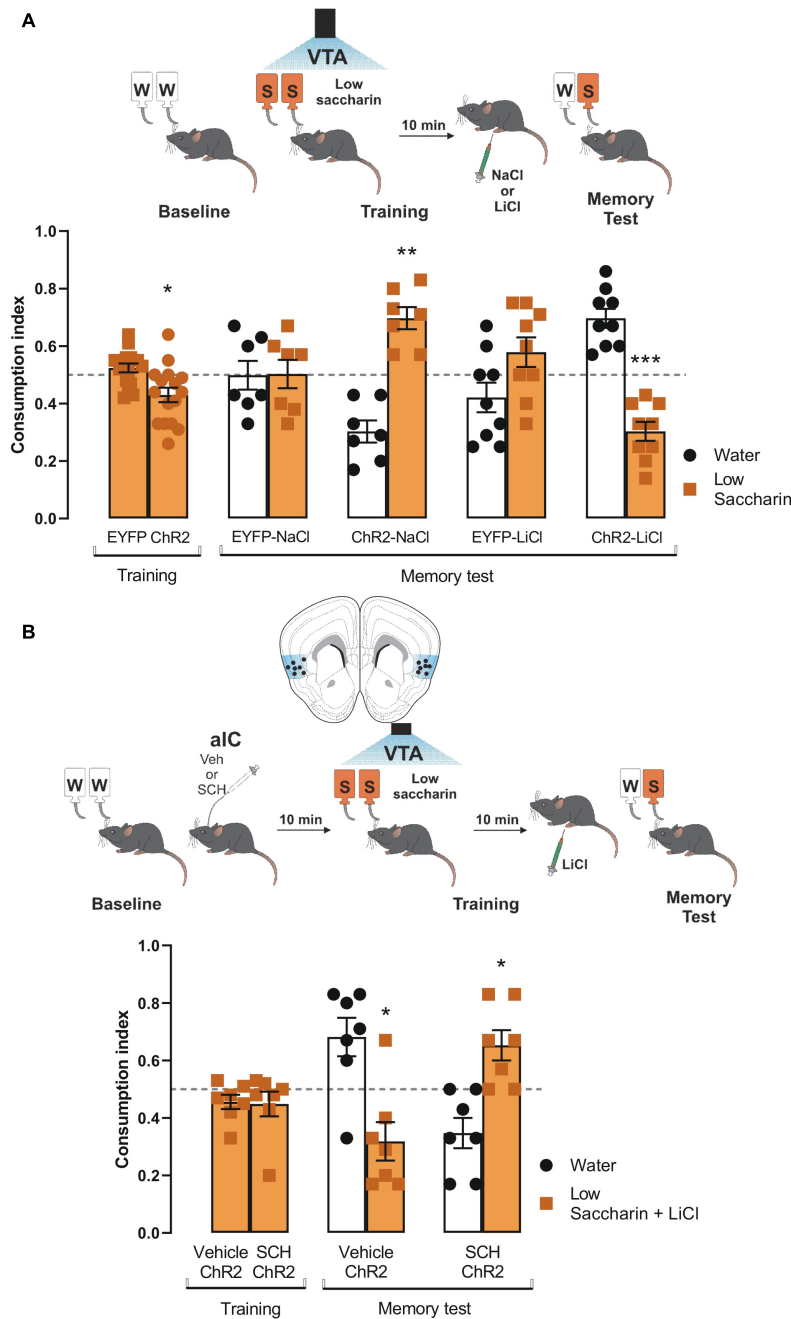 A
VTA
W W
S S
Low
saccharin
10 min
NaCl
or
LiCl
W S
Baseline
Training
Memory
Test
Consumption index
1.0
0.8
0.6
0.4
0.2
0.0
*
**
***
Water
Low
Saccharin
EYFP ChR2
EYFP-NaCl
ChR2-NaCl
EYFP-LiCl
ChR2-LiCl
Training
Memory test
B
aIC
Veh
or
SCH
W W
10 min
VTA
S S
Low
saccharin
10 min
LiCl
W S
Baseline
Training
Memory
Test
Consumption index
1.0
0.8
0.6
0.4
0.2
0.0
*
*
Water
Low
Saccharin + LiCl
Vehicle SCH
ChR2 ChR2
Vehicle
ChR2
SCH
ChR2
Training
Memory test